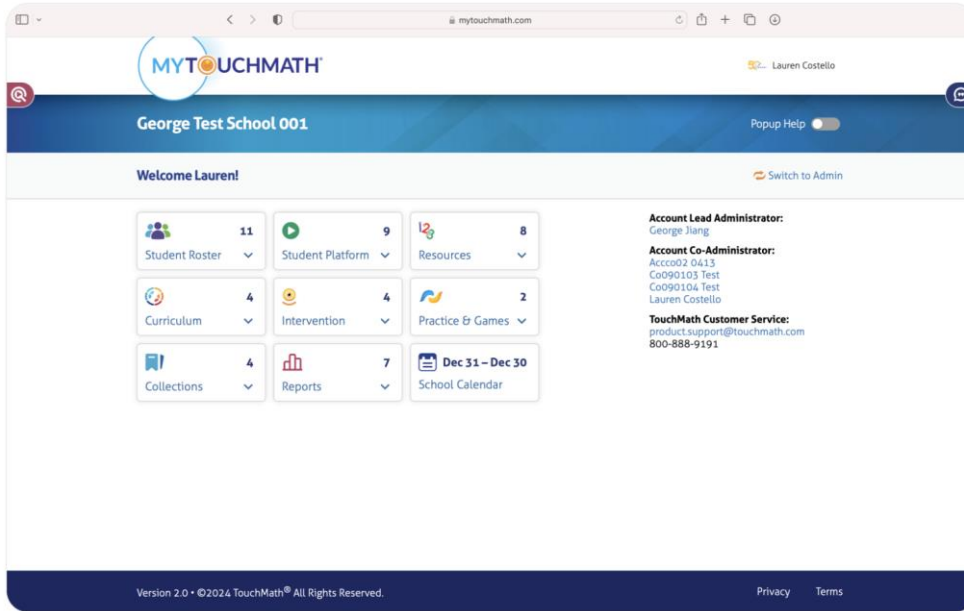 mytouchmath.com
MYTOUCHMATH®
Lauren Costello
George Test School 001
Popup Help
Welcome Lauren!
Switch to Admin
11
Student Roster
9
Student Platform
123
8
Resources
4
Curriculum
4
Intervention
2
Practice & Games
4
Collections
7
Reports
Dec 31 – Dec 30
School Calendar
Account Lead Administrator:
George Jiang
Account Co-Administrator:
Accco02 0413
Co090103 Test
Co090104 Test
Lauren Costello
TouchMath Customer Service:
product.support@touchmath.com
800-888-9191
Version 2.0 • ©2024 TouchMath® All Rights Reserved.
Privacy
Terms